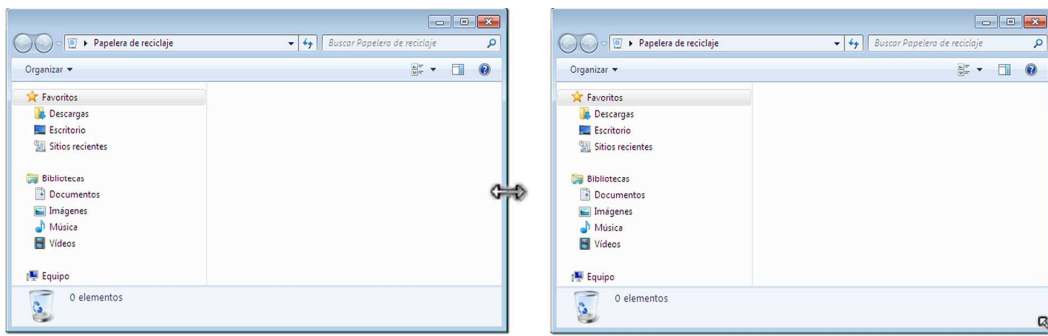 Papelera de reciclaje
Buscar Papelera de reciclaje
Organizar
Favoritos
Descargas
Escritorio
Sitios recientes
Bibliotecas
Documentos
Imágenes
Música
Vídeos
Equipo
0 elementos
Papelera de reciclaje
Buscar Papelera de reciclaje
Organizar
Favoritos
Descargas
Escritorio
Sitios recientes
Bibliotecas
Documentos
Imágenes
Música
Vídeos
Equipo
0 elementos